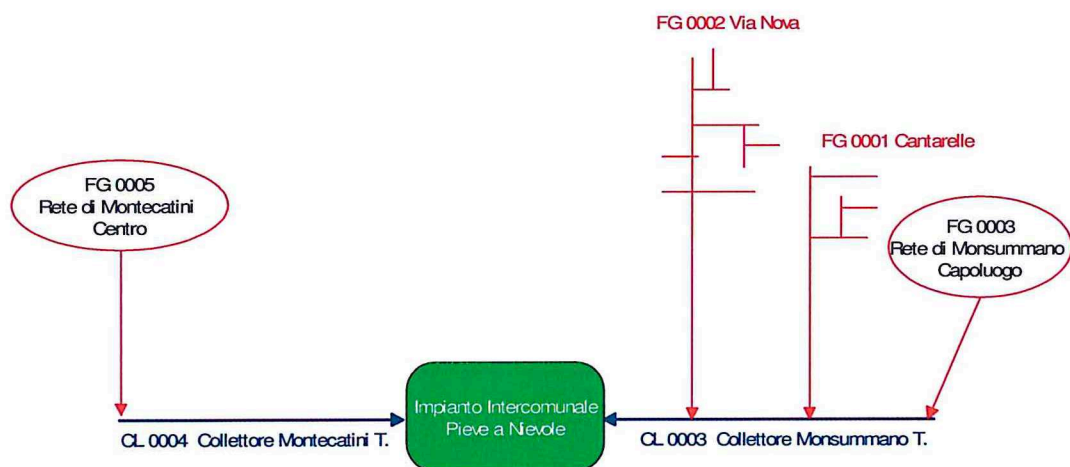 FG 0002 Via Nova
FG 0001 Cantarelle
FG 0005
Rete di Montecatini
Centro
FG 0003
Rete di Monsummano
Capoluogo
Impianto Intercomunale
Pieve a Nievole
CL 0004 Collettore Montecatini T.
CL 0003 Collettore Monsummano T.